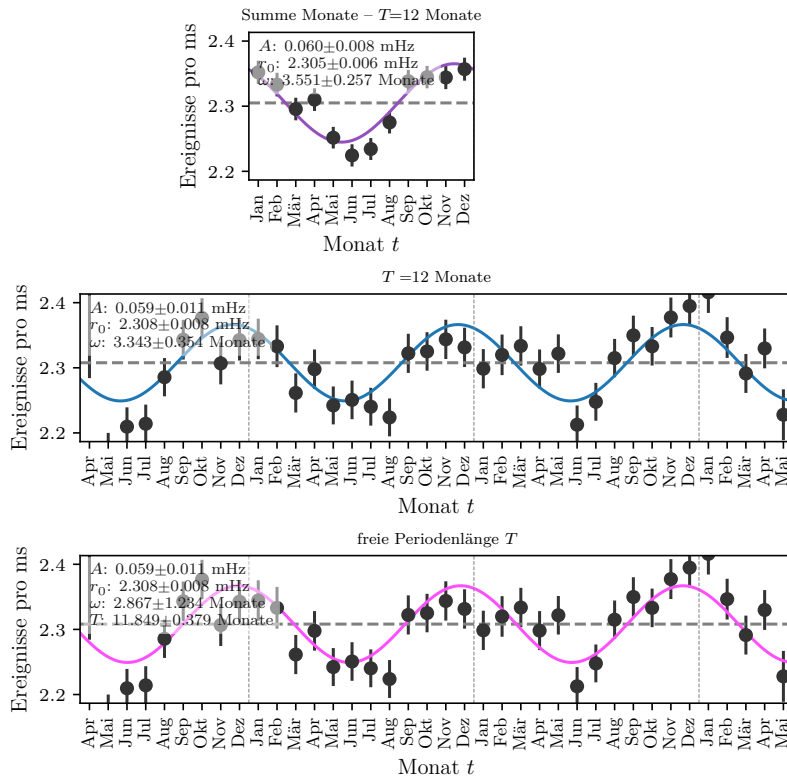 Summe Monate – T=12 Monate
A: 0.060±0.008 mHz
r0: 2.305±0.006 mHz
ω: 3.551±0.257 Monate
2.4
2.3
2.2
Ereignisse pro ms
Jan Feb Mär Apr Mai Jun Jul Aug Sep Okt Nov Dez
Monat t
T =12 Monate
A: 0.059±0.011 mHz
r0: 2.308±0.008 mHz
ω: 3.343±0.354 Monate
2.4
2.3
2.2
Ereignisse pro ms
Apr Mai Jun Jul Aug Sep Okt Nov Dez Jan Feb Mär Apr Mai Jun Jul Aug Sep Okt Nov Dez Jan Feb Mär Apr Mai Jun Jul Aug Sep Okt Nov Dez Jan Feb Mär Apr Mai
Monat t
freie Periodenlänge T
A: 0.059±0.011 mHz
r0: 2.308±0.008 mHz
ω: 2.867±1.234 Monate
T: 11.849±0.379 Monate
2.4
2.3
2.2
Ereignisse pro ms
Apr Mai Jun Jul Aug Sep Okt Nov Dez Jan Feb Mär Apr Mai Jun Jul Aug Sep Okt Nov Dez Jan Feb Mär Apr Mai Jun Jul Aug Sep Okt Nov Dez Jan Feb Mär Apr Mai
Monat t